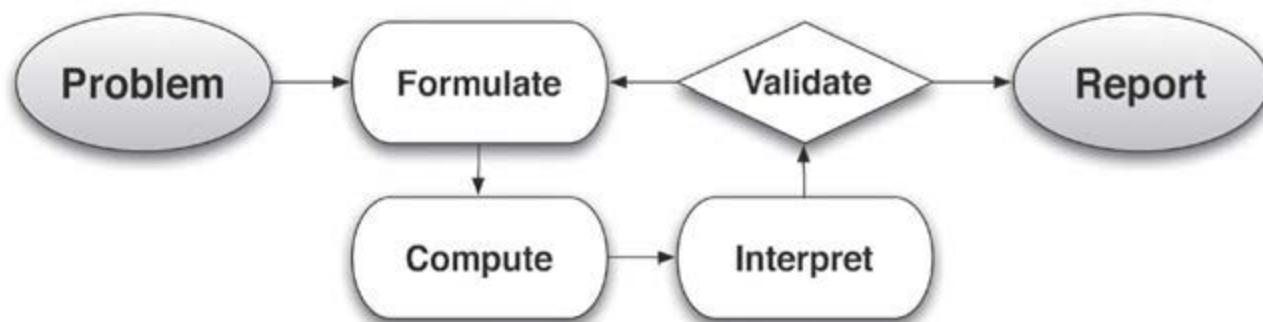 Problem
Formulate
Validate
Report
Compute
Interpret